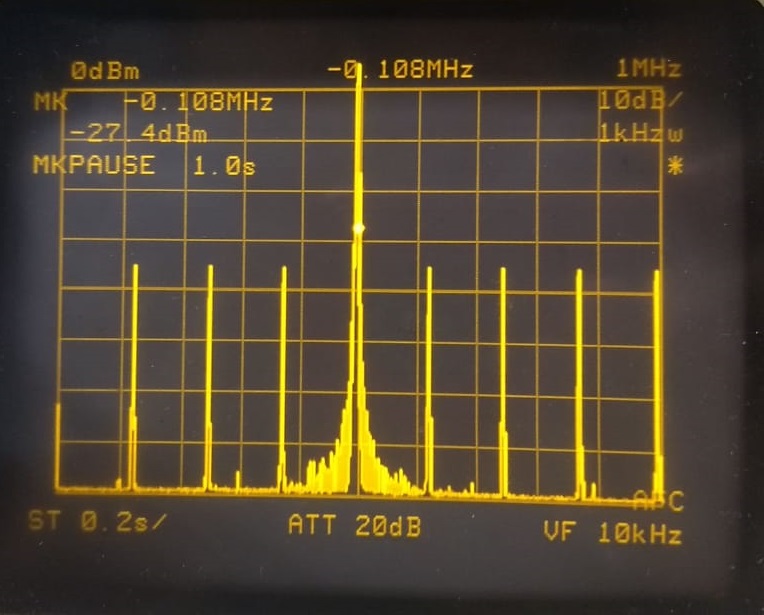 0dBm -0.108MHz 1MHz
MK -0.108MHz 10dB/
-27.4dBm 1kHz w
MKPAUSE 1.0s *
AFC
ST 0.2s/ ATT 20dB VF 10kHz